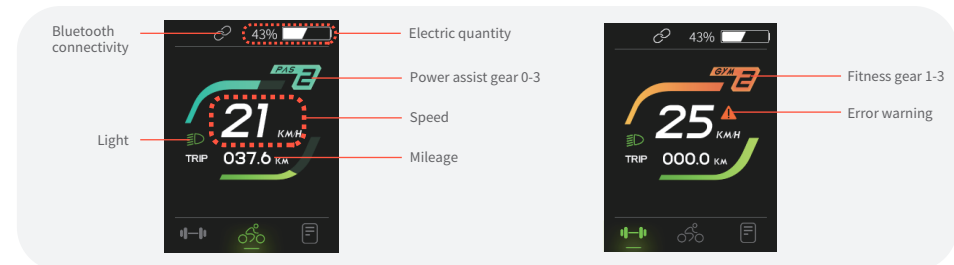 Bluetooth
connectivity
43%
Electric quantity
PAS
2
Power assist gear 0-3
21
KM/H
Speed
Light
TRIP 037.6 KM
Mileage
43%
GYM
2
Fitness gear 1-3
25
KM/H
Error warning
TRIP 000.0 KM